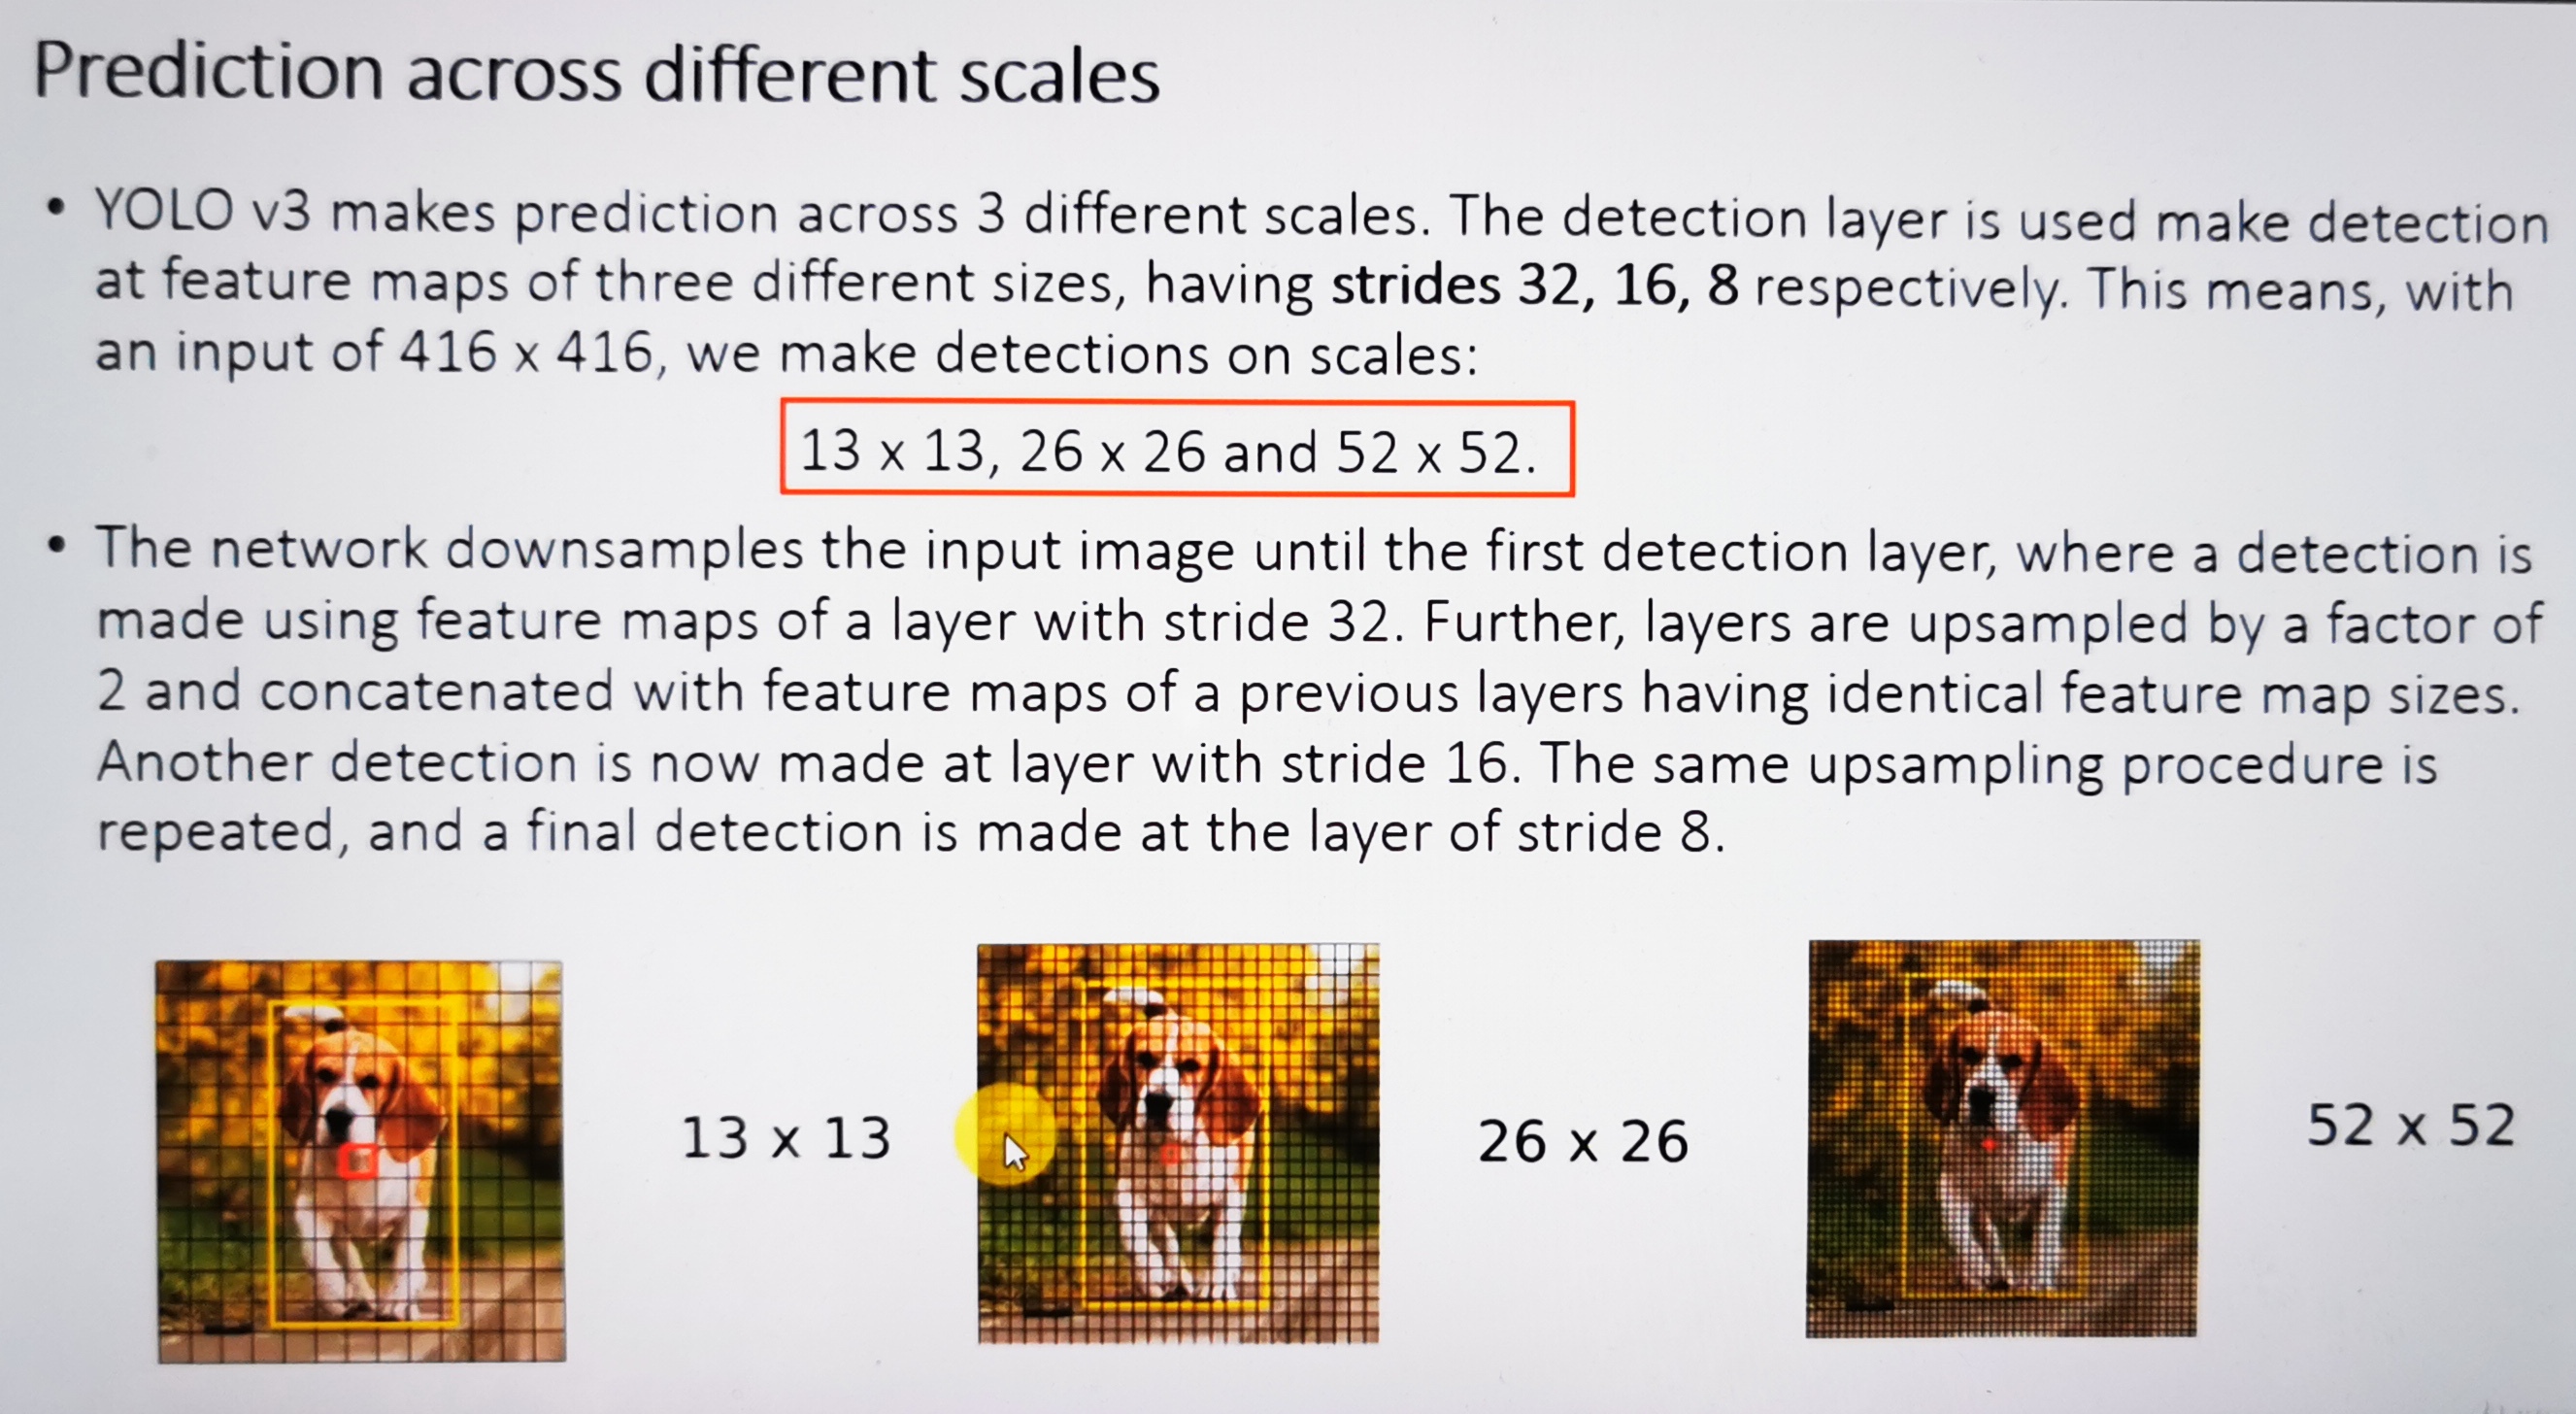 Prediction across different scales
• YOLO v3 makes prediction across 3 different scales. The detection layer is used make detection
at feature maps of three different sizes, having strides 32, 16, 8 respectively. This means, with
an input of 416 x 416, we make detections on scales:
13 x 13, 26 x 26 and 52 x 52.
• The network downsamples the input image until the first detection layer, where a detection is
made using feature maps of a layer with stride 32. Further, layers are upsampled by a factor of
2 and concatenated with feature maps of a previous layers having identical feature map sizes.
Another detection is now made at layer with stride 16. The same upsampling procedure is
repeated, and a final detection is made at the layer of stride 8.
13 x 13
26 x 26
52 x 52